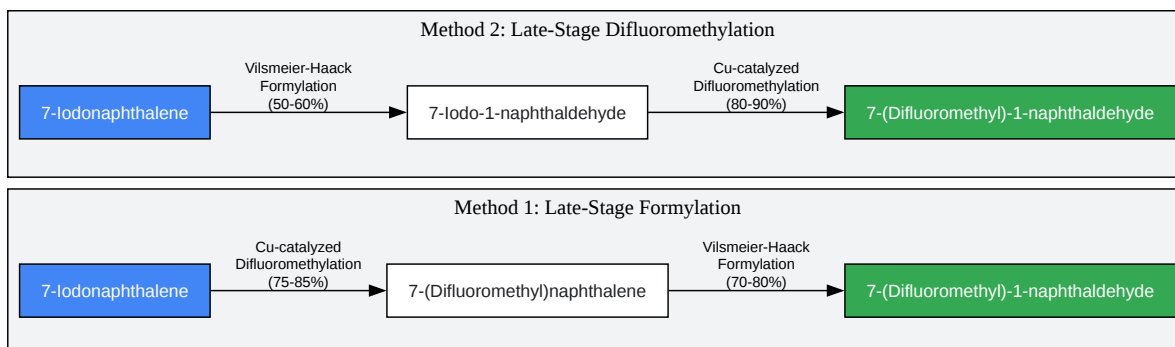 Method 2: Late-Stage Difluoromethylation
7-Iodonaphthalene
Vilsmeier-Haack
Formylation
(50-60%)
7-Iodo-1-naphthaldehyde
Cu-catalyzed
Difluoromethylation
(80-90%)
7-(Difluoromethyl)-1-naphthaldehyde
Method 1: Late-Stage Formylation
7-Iodonaphthalene
Cu-catalyzed
Difluoromethylation
(75-85%)
7-(Difluoromethyl)naphthalene
Vilsmeier-Haack
Formylation
(70-80%)
7-(Difluoromethyl)-1-naphthaldehyde